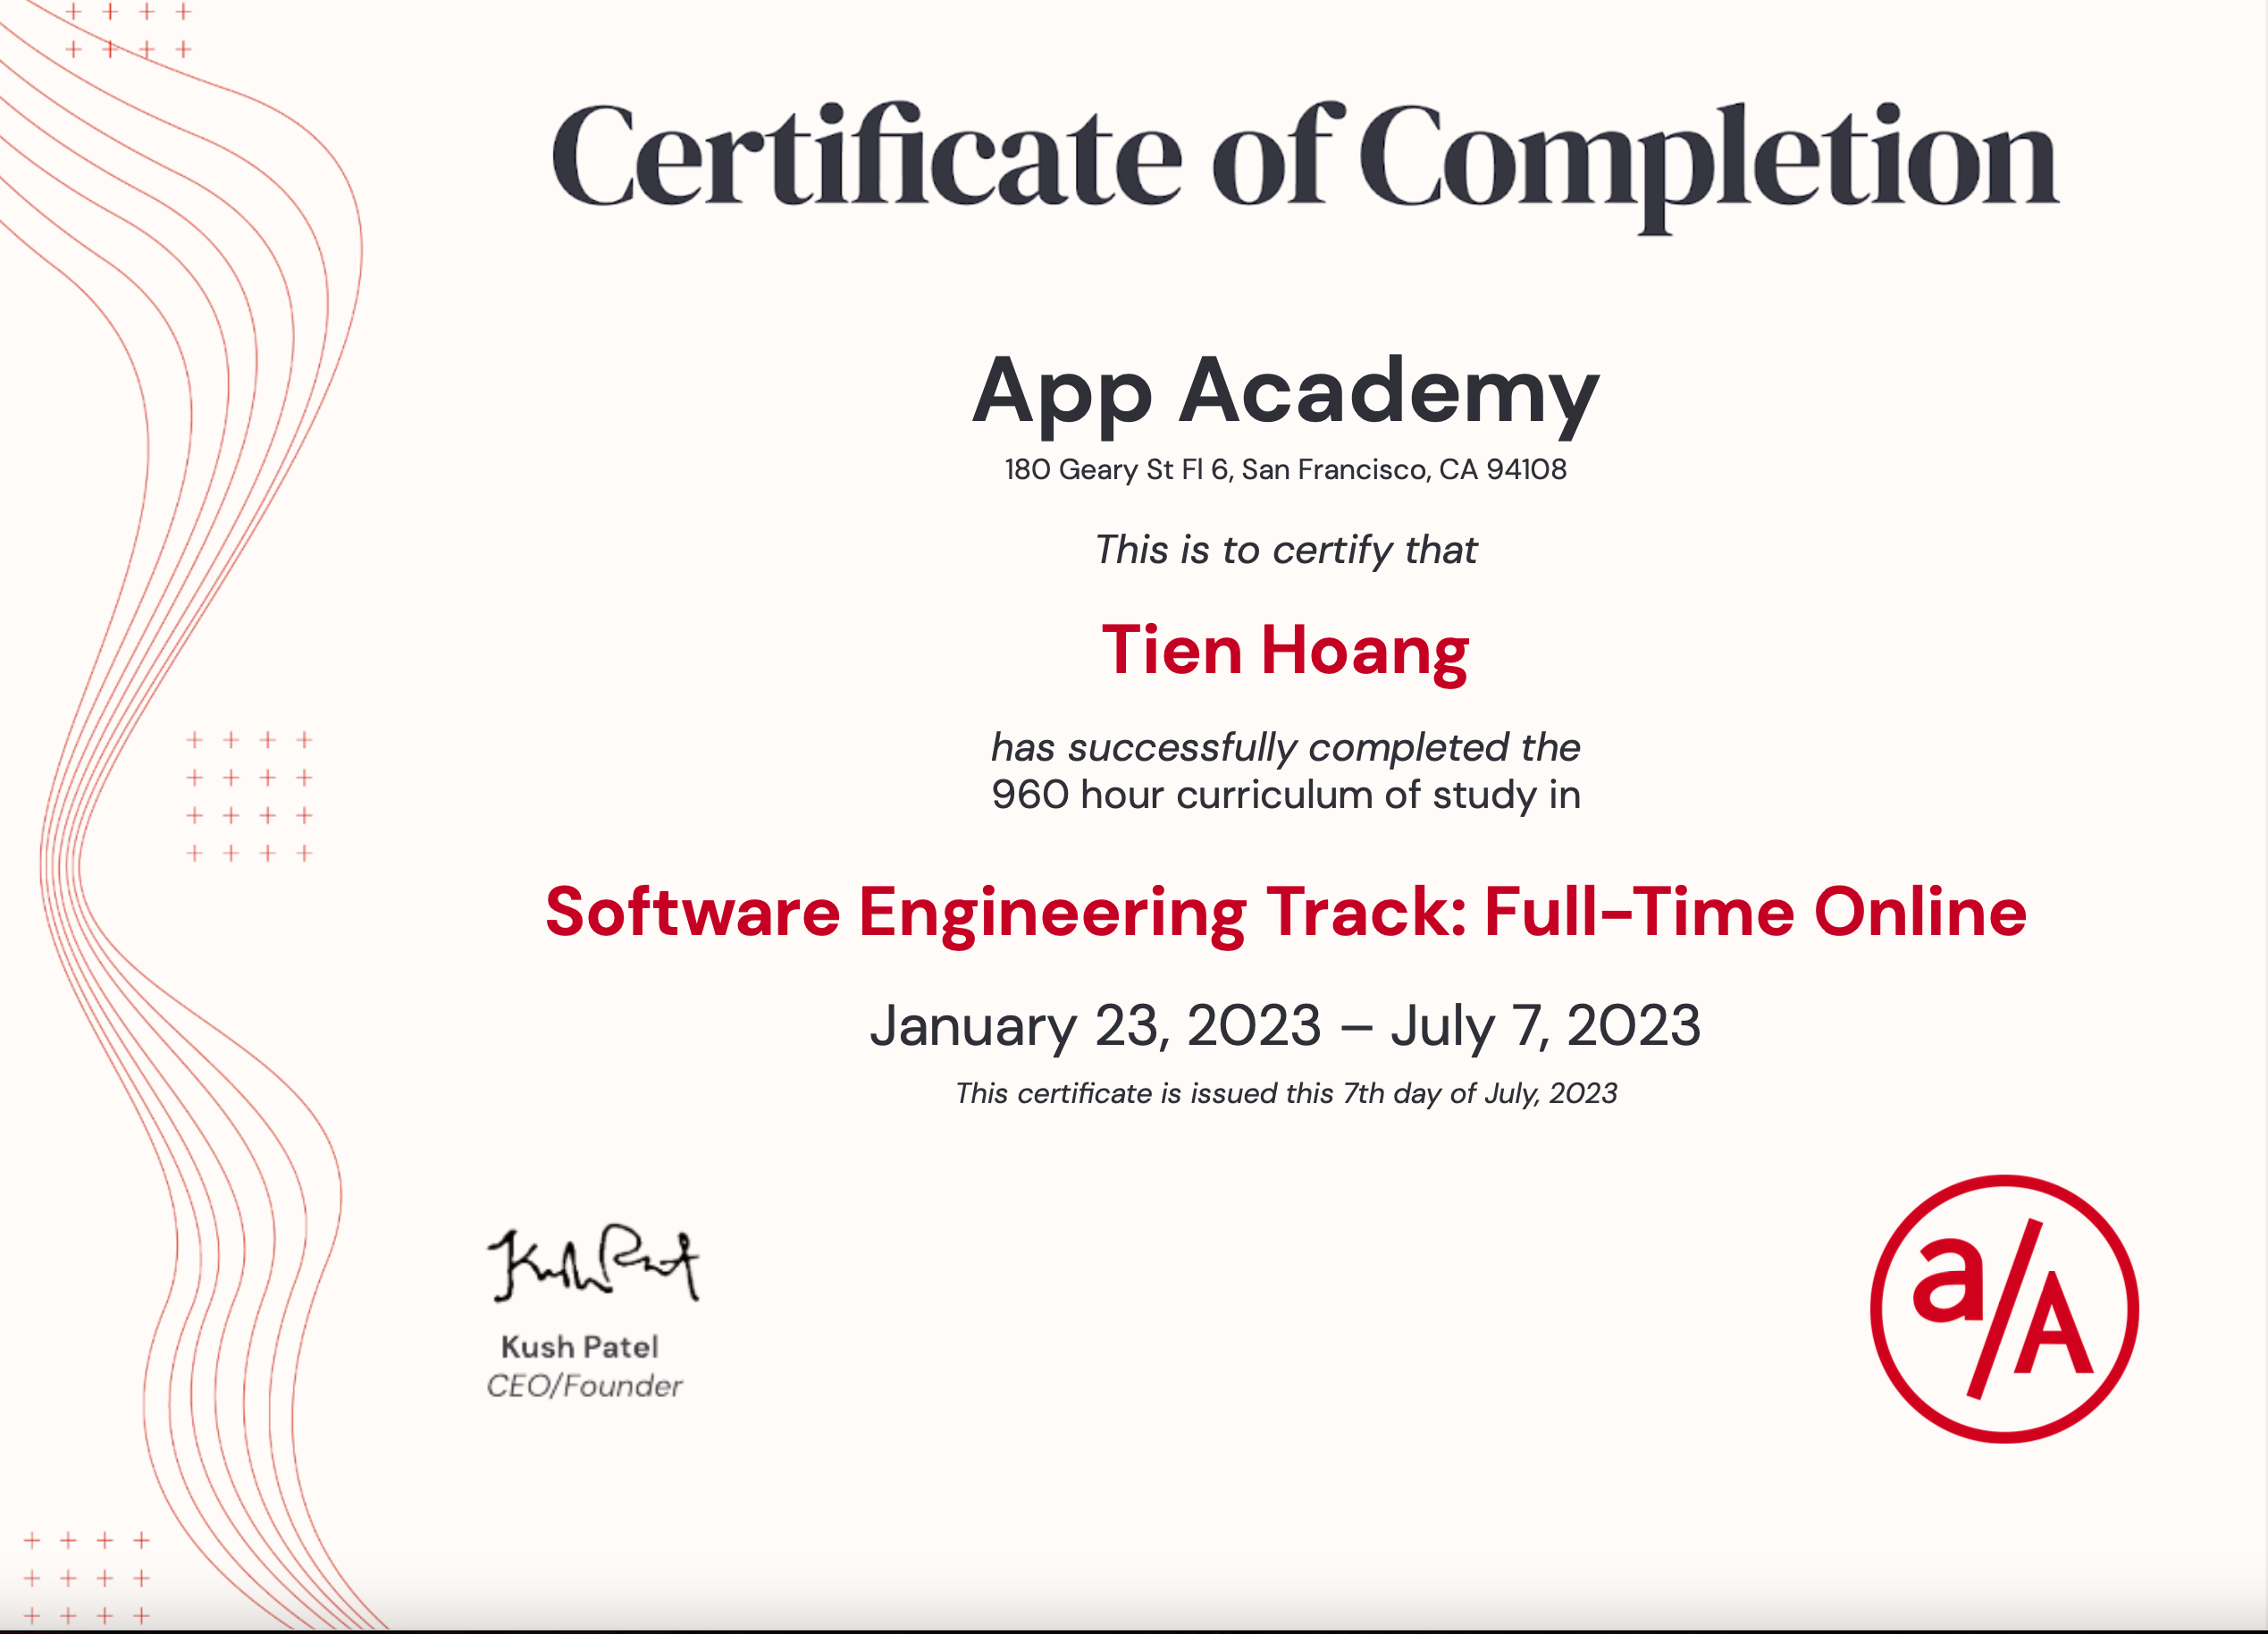 Certificate of Completion
App Academy
180 Geary St Fl 6, San Francisco, CA 94108
This is to certify that
Tien Hoang
has successfully completed the
960 hour curriculum of study in
Software Engineering Track: Full-Time Online
January 23, 2023 – July 7, 2023
This certificate is issued this 7th day of July, 2023
Kush Patel
Kush Patel
CEO/Founder
a/A